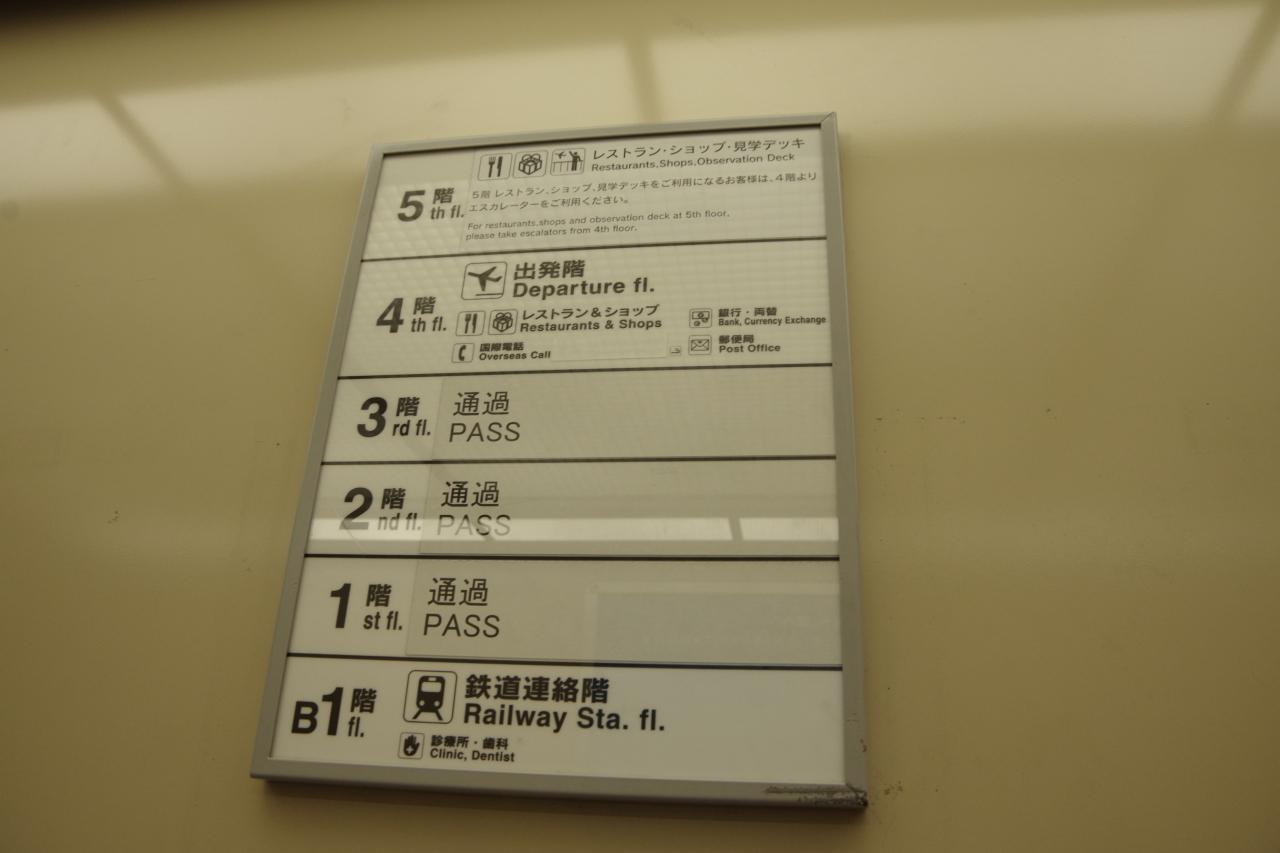 レストラン・ショップ・見学デッキ
Restaurants,Shops,Observation Deck
5 階
th fl.
5階 レストラン、ショップ、見学デッキをご利用になるお客様は、4階より
エスカレーターをご利用ください。
For restaurants,shops and observation deck at 5th floor,
please take escalators from 4th floor.
4 階
th fl.
出発階
Departure fl.
レストラン&ショップ
Restaurants & Shops
銀行・両替
Bank, Currency Exchange
国際電話
Overseas Call
郵便局
Post Office
3 階
rd fl.
通過
PASS
2 階
nd fl.
通過
PASS
1 階
st fl.
通過
PASS
B1 階
fl.
鉄道連絡階
Railway Sta. fl.
診療所・歯科
Clinic, Dentist